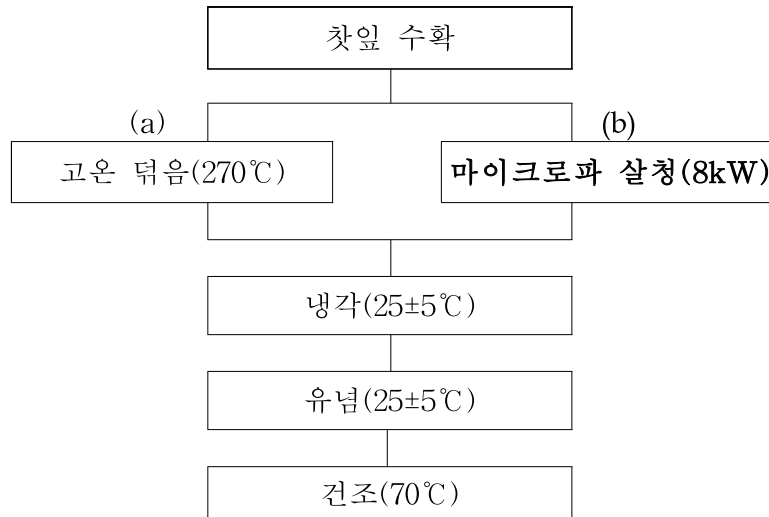 찻잎 수확
(a)
(b)
고온 덖음(270℃)
마이크로파 살청(8kW)
냉각(25±5℃)
유념(25±5℃)
건조(70℃)